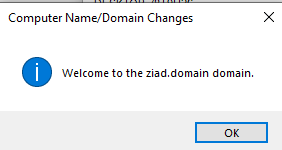 Computer Name/Domain Changes
Welcome to the ziad.domain domain.
OK